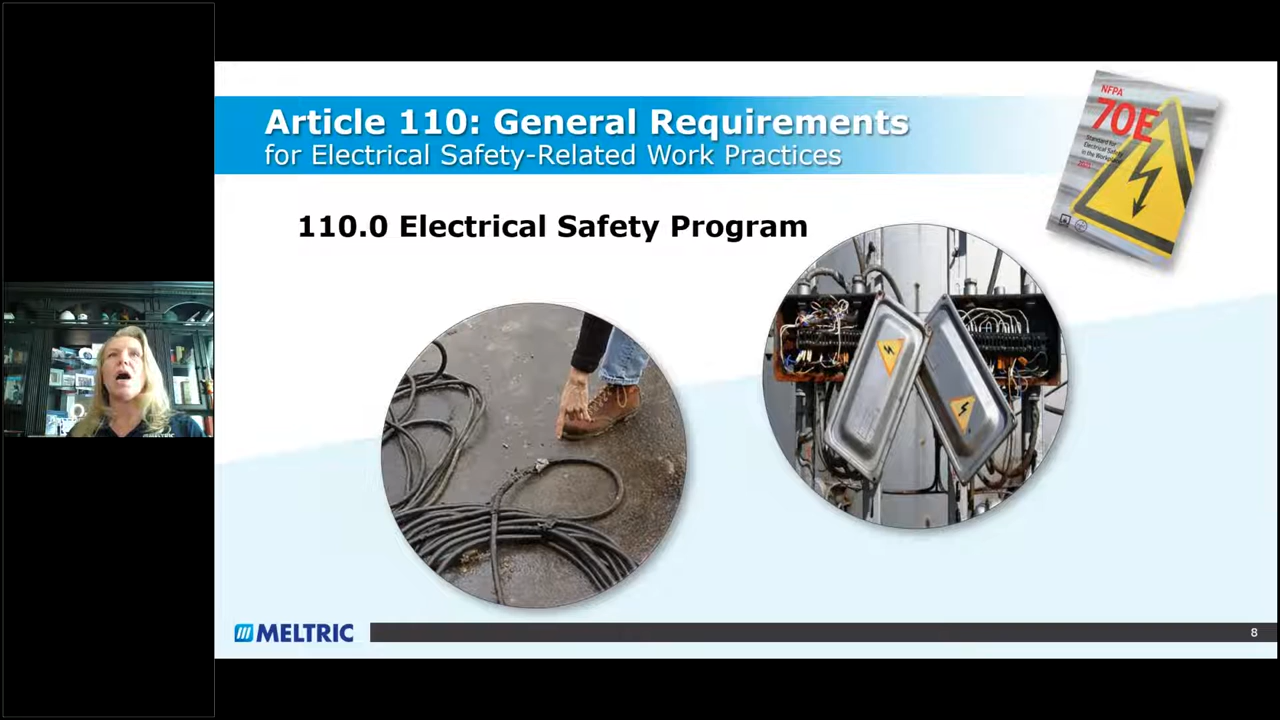 Article 110: General Requirements
for Electrical Safety-Related Work Practices
NFPA
70E
Standard for
Electrical Safety
in the Workplace
110.0 Electrical Safety Program
MELTRIC
MELTRIC
8